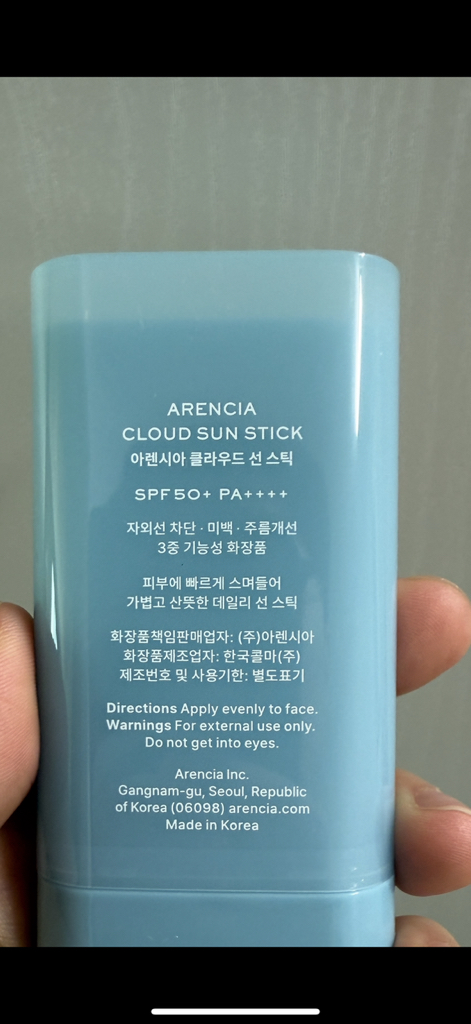 ARENCIA
CLOUD SUN STICK
아렌시아 클라우드 선 스틱
SPF50+ PA++++
자외선 차단 · 미백 · 주름개선
3중 기능성 화장품
피부에 빠르게 스며들어
가볍고 산뜻한 데일리 선 스틱
화장품책임판매업자: (주)아렌시아
화장품제조업자: 한국콜마(주)
제조번호 및 사용기한: 별도표기
Directions Apply evenly to face.
Warnings For external use only.
Do not get into eyes.
Arencia Inc.
Gangnam-gu, Seoul, Republic
of Korea (06098) arencia.com
Made in Korea